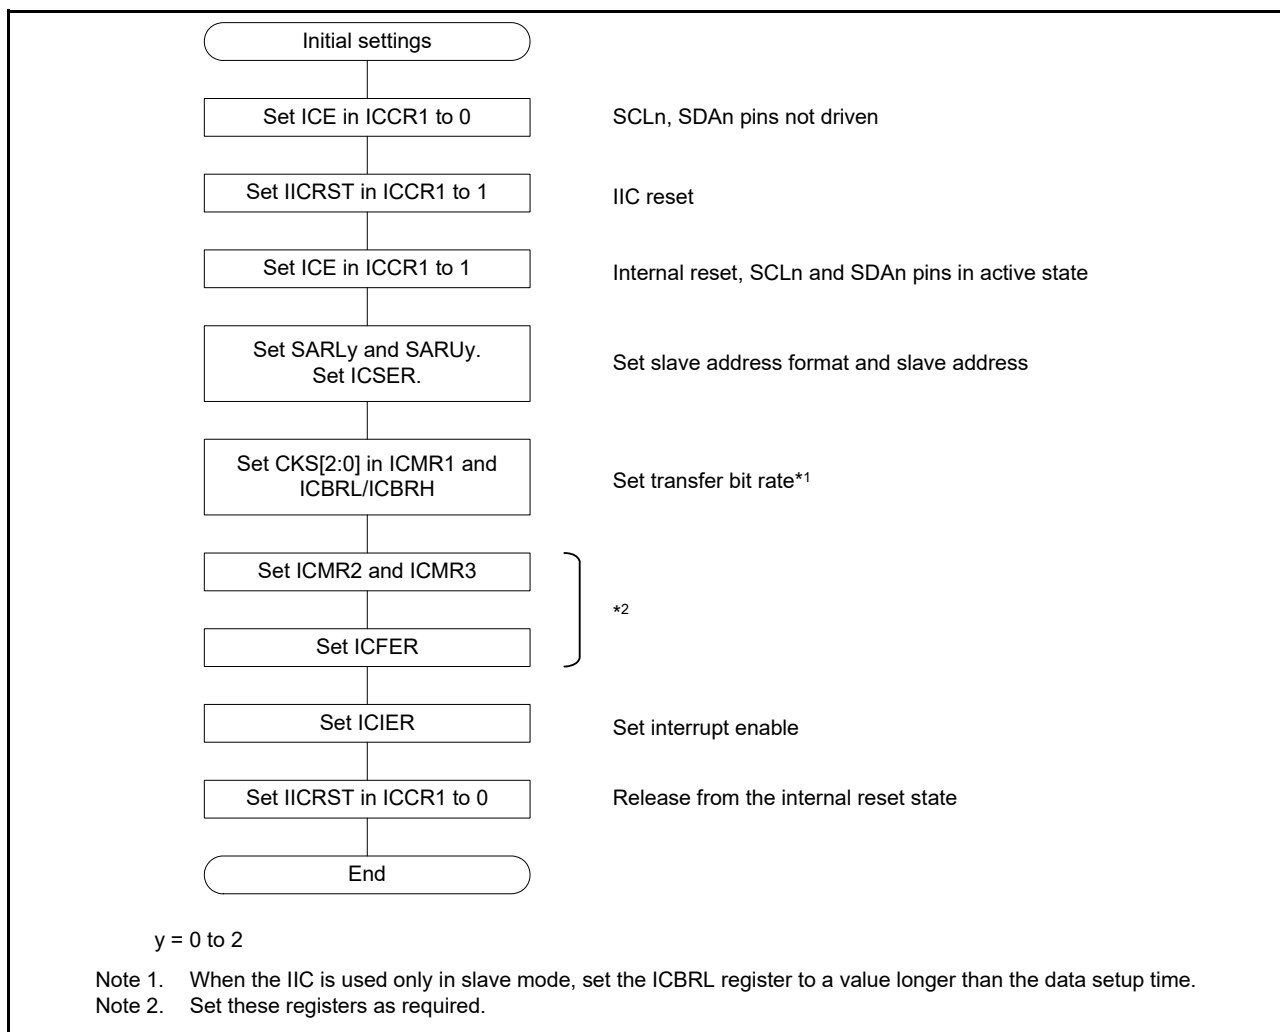 Initial settings
Set ICE in ICCR1 to 0
SCLn, SDAn pins not driven
Set IICRST in ICCR1 to 1
IIC reset
Set ICE in ICCR1 to 1
Internal reset, SCLn and SDAn pins in active state
Set SARLy and SARUy.
Set ICSER.
Set slave address format and slave address
Set CKS[2:0] in ICMR1 and
ICBRL/ICBRH
Set transfer bit rate*1
Set ICMR2 and ICMR3
*2
Set ICFER
Set ICIER
Set interrupt enable
Set IICRST in ICCR1 to 0
Release from the internal reset state
End
y = 0 to 2
Note 1. When the IIC is used only in slave mode, set the ICBRL register to a value longer than the data setup time.
Note 2. Set these registers as required.